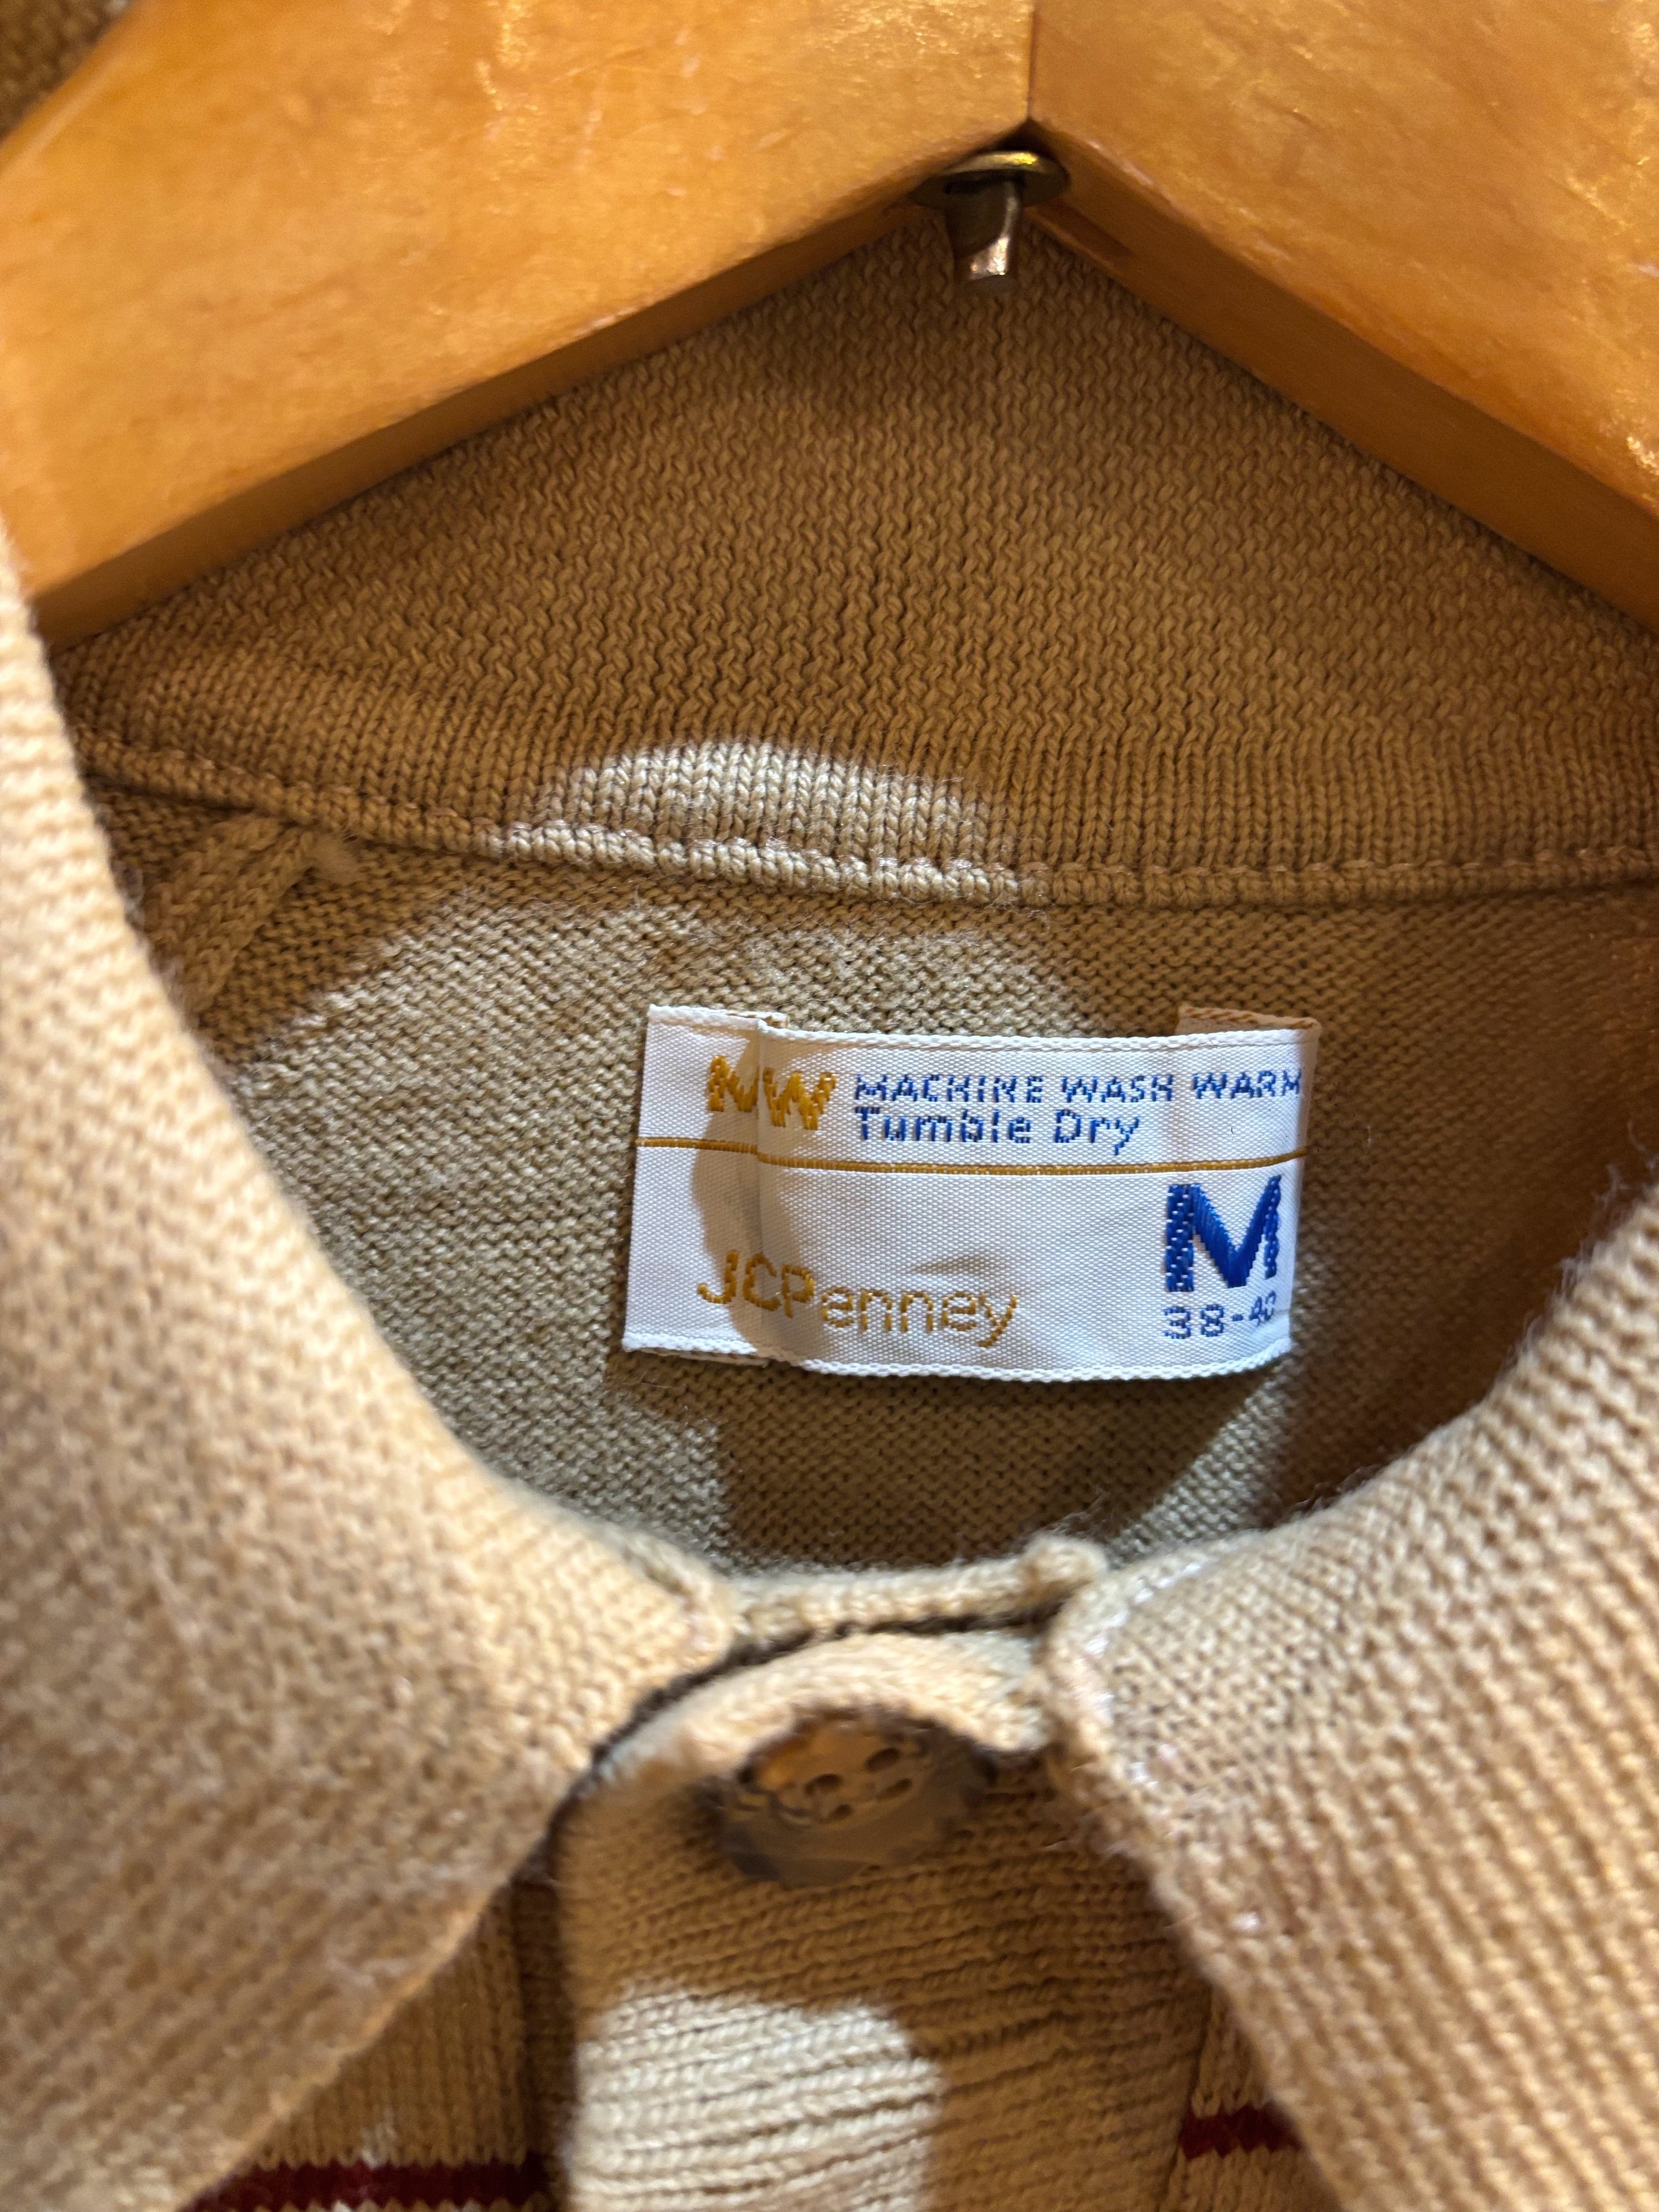 MW MACHINE WASH WARM
Tumble Dry
M
JCPenney
38-40